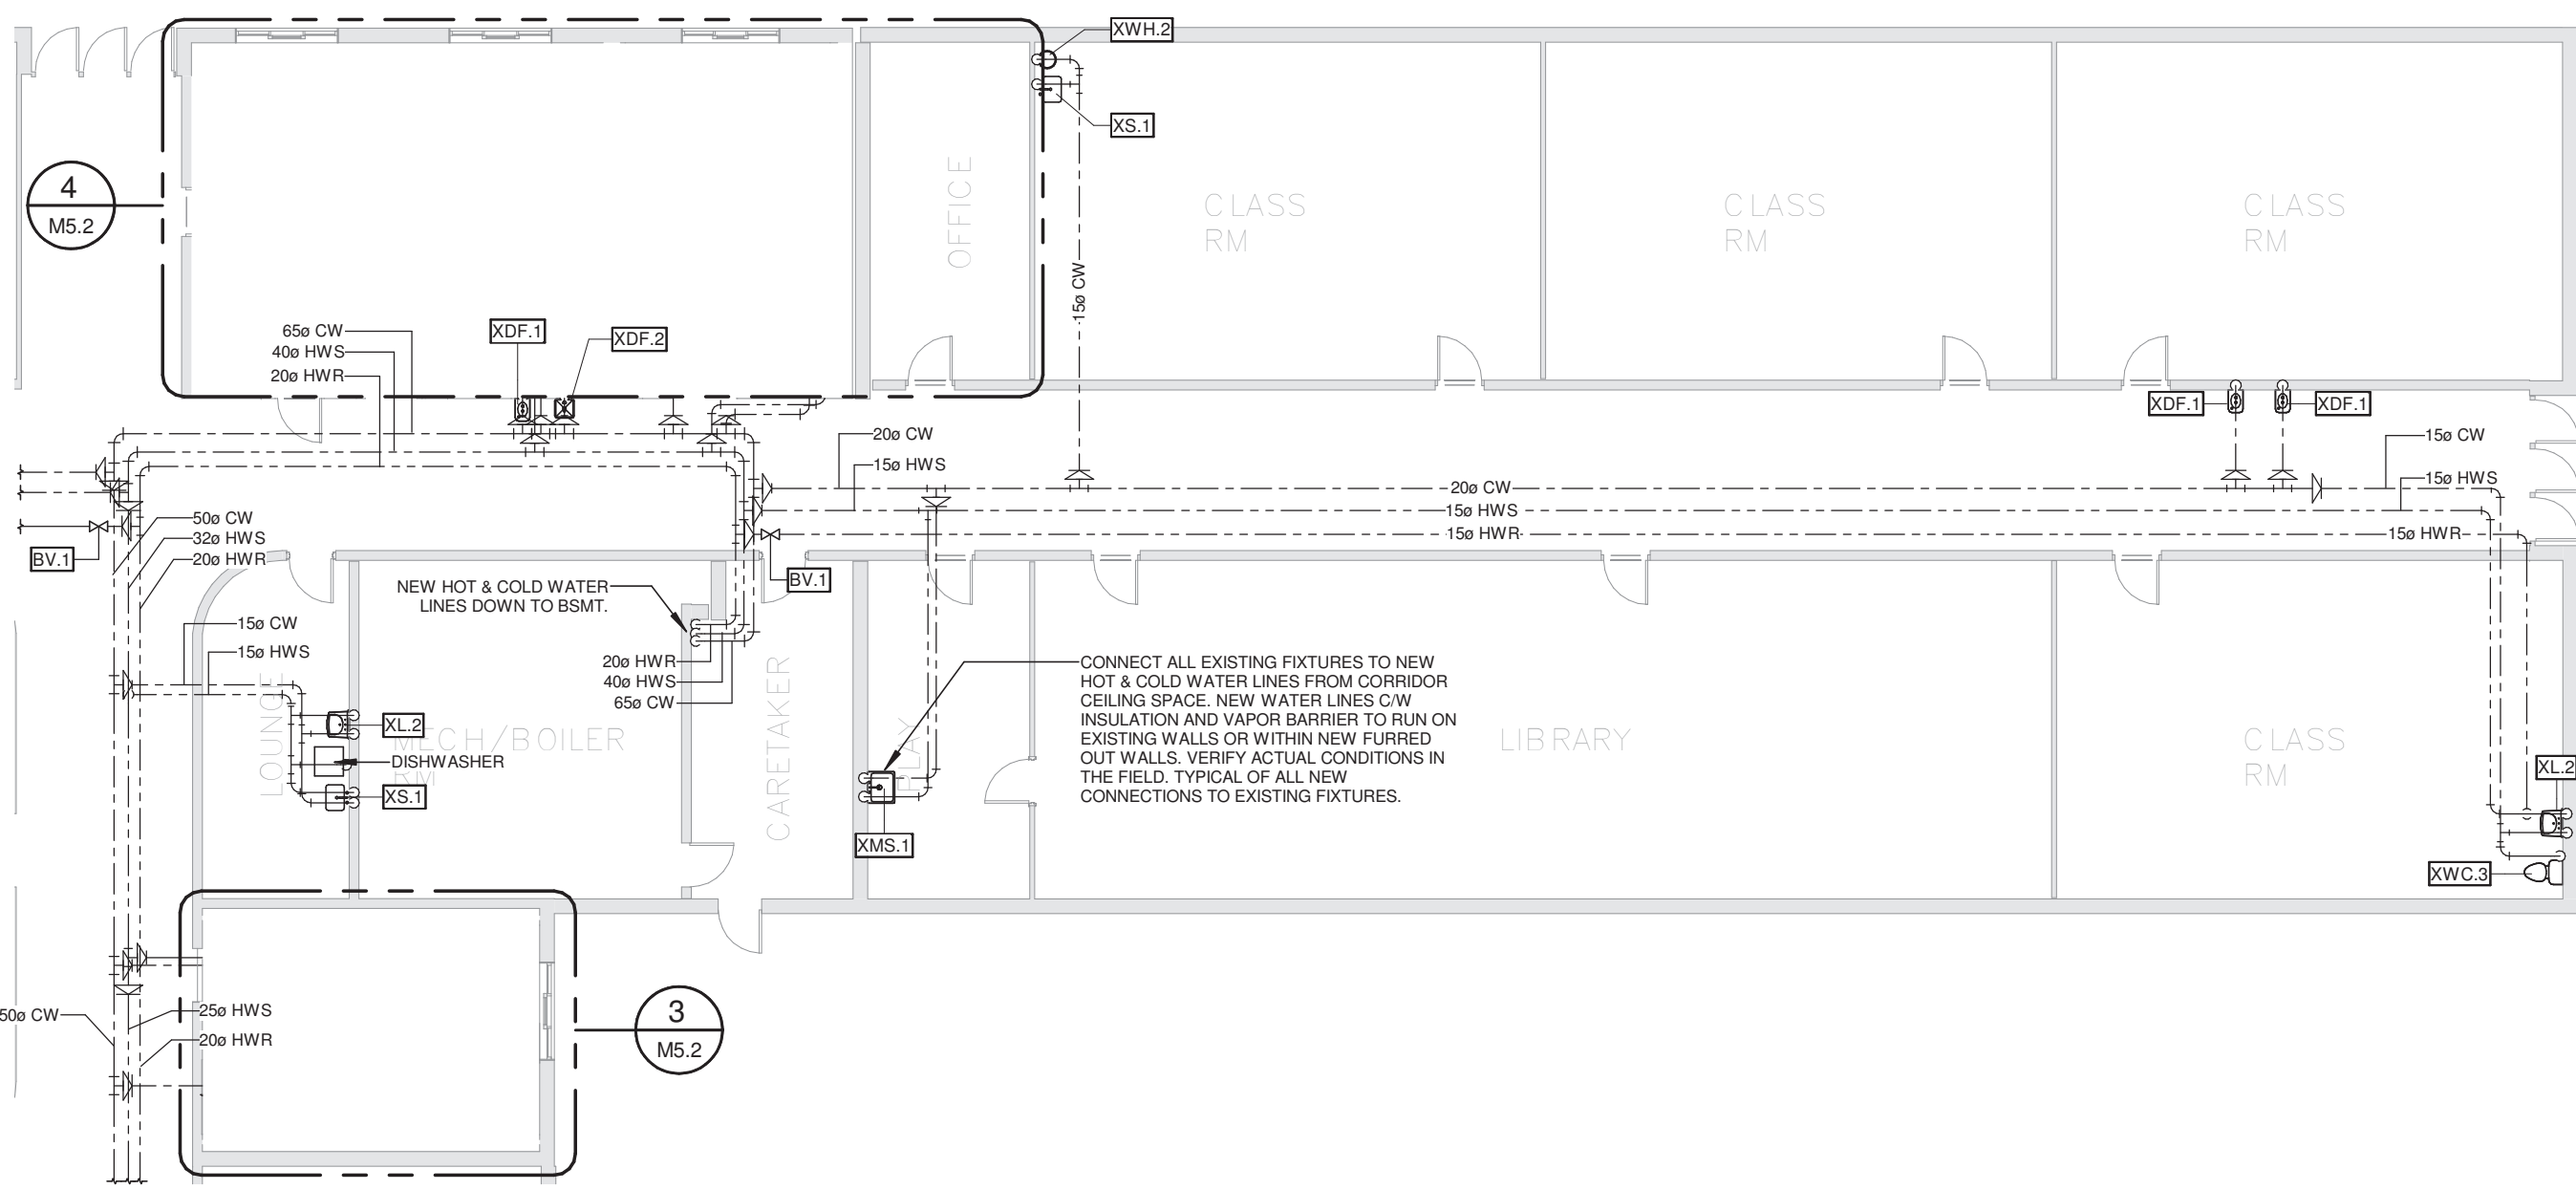 XWH.2
XS.1
4
M5.2
OFFICE
CLASS
RM
CLASS
RM
CLASS
RM
15ø CW
65ø CW
40ø HWS
20ø HWR
XDF.1
XDF.2
XDF.1
XDF.1
20ø CW
15ø HWS
15ø CW
15ø HWS
20ø CW
15ø HWS
15ø HWR
15ø HWR
50ø CW
32ø HWS
20ø HWR
BV.1
BV.1
NEW HOT & COLD WATER
LINES DOWN TO BSMT.
15ø CW
15ø HWS
20ø HWR
40ø HWS
65ø CW
LOUNGE
XL.2
MECH/BOILER
RM
DISHWASHER
XS.1
CARETAKER
PLAY
XMS.1
CONNECT ALL EXISTING FIXTURES TO NEW
HOT & COLD WATER LINES FROM CORRIDOR
CEILING SPACE. NEW WATER LINES C/W
INSULATION AND VAPOR BARRIER TO RUN ON
EXISTING WALLS OR WITHIN NEW FURRED
OUT WALLS. VERIFY ACTUAL CONDITIONS IN
THE FIELD. TYPICAL OF ALL NEW
CONNECTIONS TO EXISTING FIXTURES.
LIBRARY
CLASS
RM
XL.2
XWC.3
50ø CW
25ø HWS
20ø HWR
3
M5.2